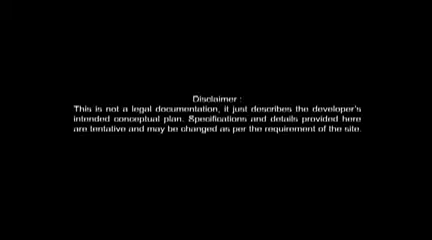 Disclaimer :
This is not a legal documentation, it just describes the developer's
intended conceptual plan. Specifications and details provided here
are tentative and may be changed as per the requirement of the site.